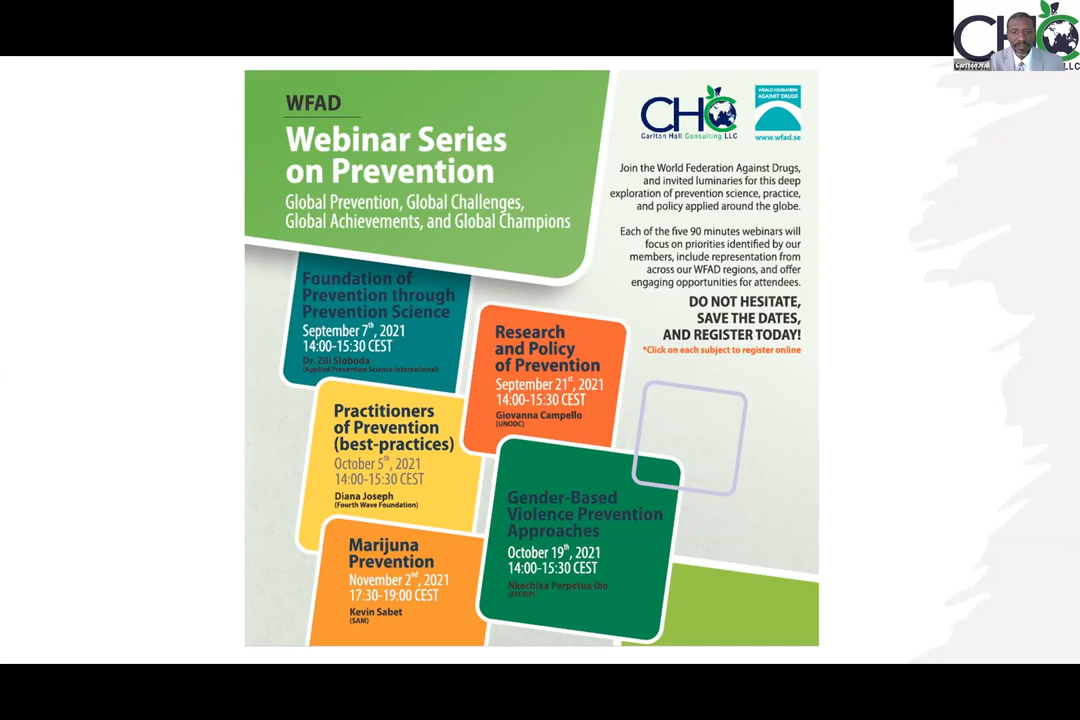 WFAD
Webinar Series
on Prevention
Global Prevention, Global Challenges,
Global Achievements, and Global Champions
CHC
Carlton Hall Consulting LLC
WORLD FEDERATION
AGAINST DRUGS
www.wfad.se
Join the World Federation Against Drugs,
and invited luminaries for this deep
exploration of prevention science, practice,
and policy applied around the globe.
Each of the five 90 minutes webinars will
focus on priorities identified by our
members, include representation from
across our WFAD regions, and offer
engaging opportunities for attendees.
DO NOT HESITATE,
SAVE THE DATES,
AND REGISTER TODAY!
*Click on each subject to register online
Foundation of
Prevention through
Prevention Science
September 7th, 2021
14:00-15:30 CEST
Dr. Zili Sloboda
(Applied Prevention Science International)
Research
and Policy
of Prevention
September 21st, 2021
14:00-15:30 CEST
Giovanna Campello
(UNODC)
Practitioners
of Prevention
(best-practices)
October 5th, 2021
14:00-15:30 CEST
Diana Joseph
(Fourth Wave Foundation)
Gender-Based
Violence Prevention
Approaches
October 19th, 2021
14:00-15:30 CEST
Nkechika Perpetua Ibe
Marijuna
Prevention
November 2nd, 2021
17:30-19:00 CEST
Kevin Sabet
(SAM)
CHC
LLC
Carlton Hall